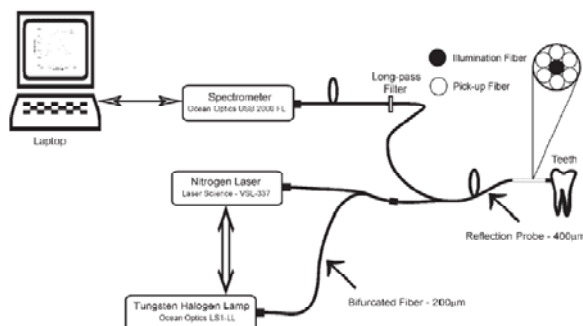 Illumination Fiber
Pick-up Fiber
Long-pass
Filter
Spectrometer
Ocean Optics USB 2000 FL
Laptop
Teeth
Nitrogen Laser
Laser Science - VSL-337
Reflection Probe - 400µm
Bifurcated Fiber - 200µm
Tungsten Halogen Lamp
Ocean Optics LS1-LL